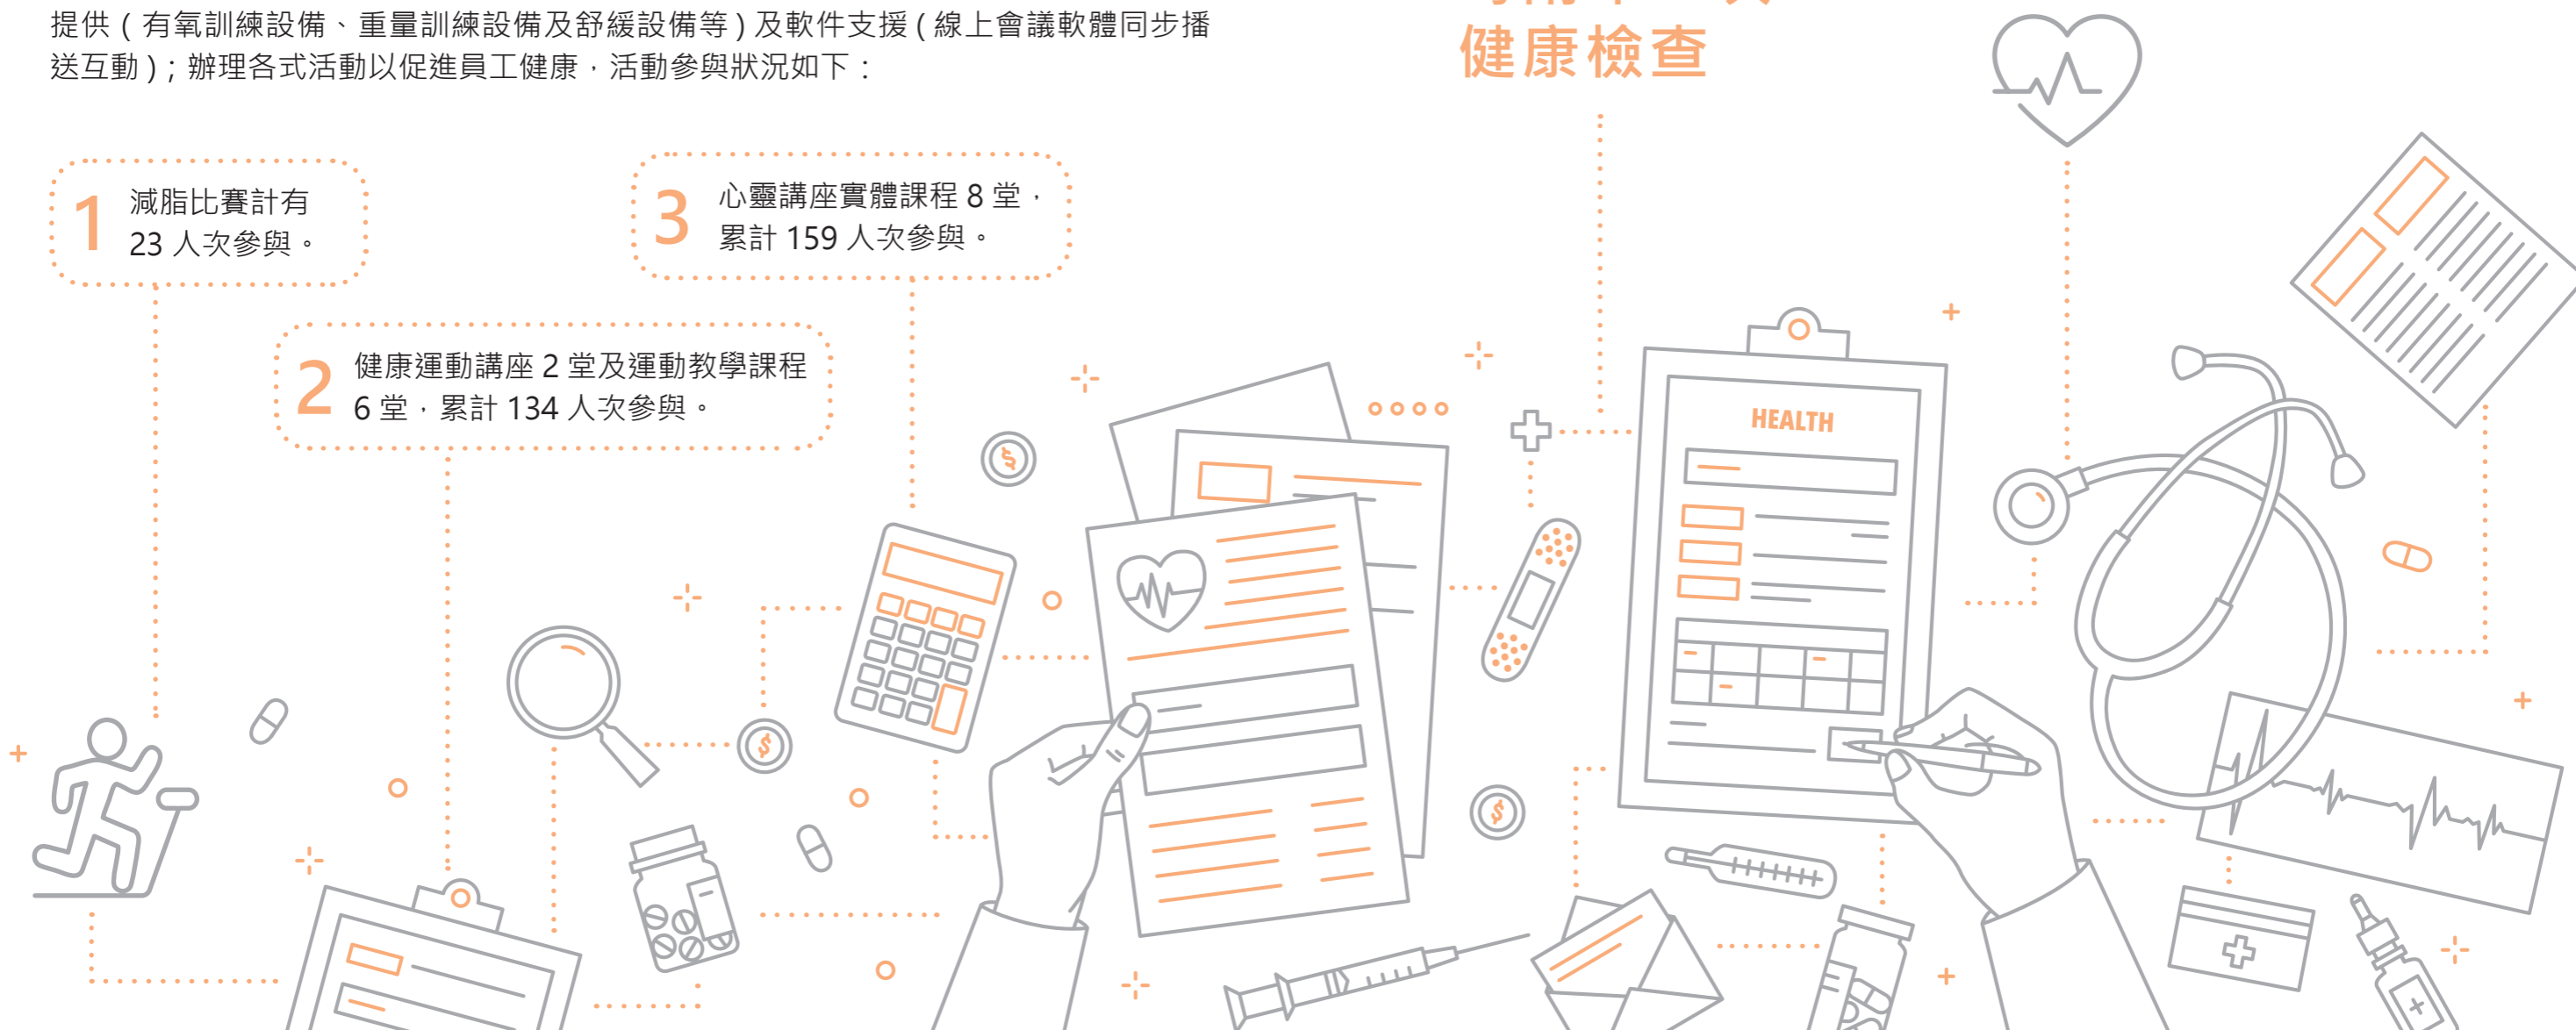 提供 ( 有氧訓練設備、重量訓練設備及舒緩設備等 ) 及軟件支援 ( 線上會議軟體同步播
送互動 ) ; 辦理各式活動以促進員工健康，活動參與狀況如下：
健康檢查
1
減脂比賽計有
23 人次參與。
3
心靈講座實體課程 8 堂，
累計 159 人次參與。
2
健康運動講座 2 堂及運動教學課程
6 堂，累計 134 人次參與。
HEALTH